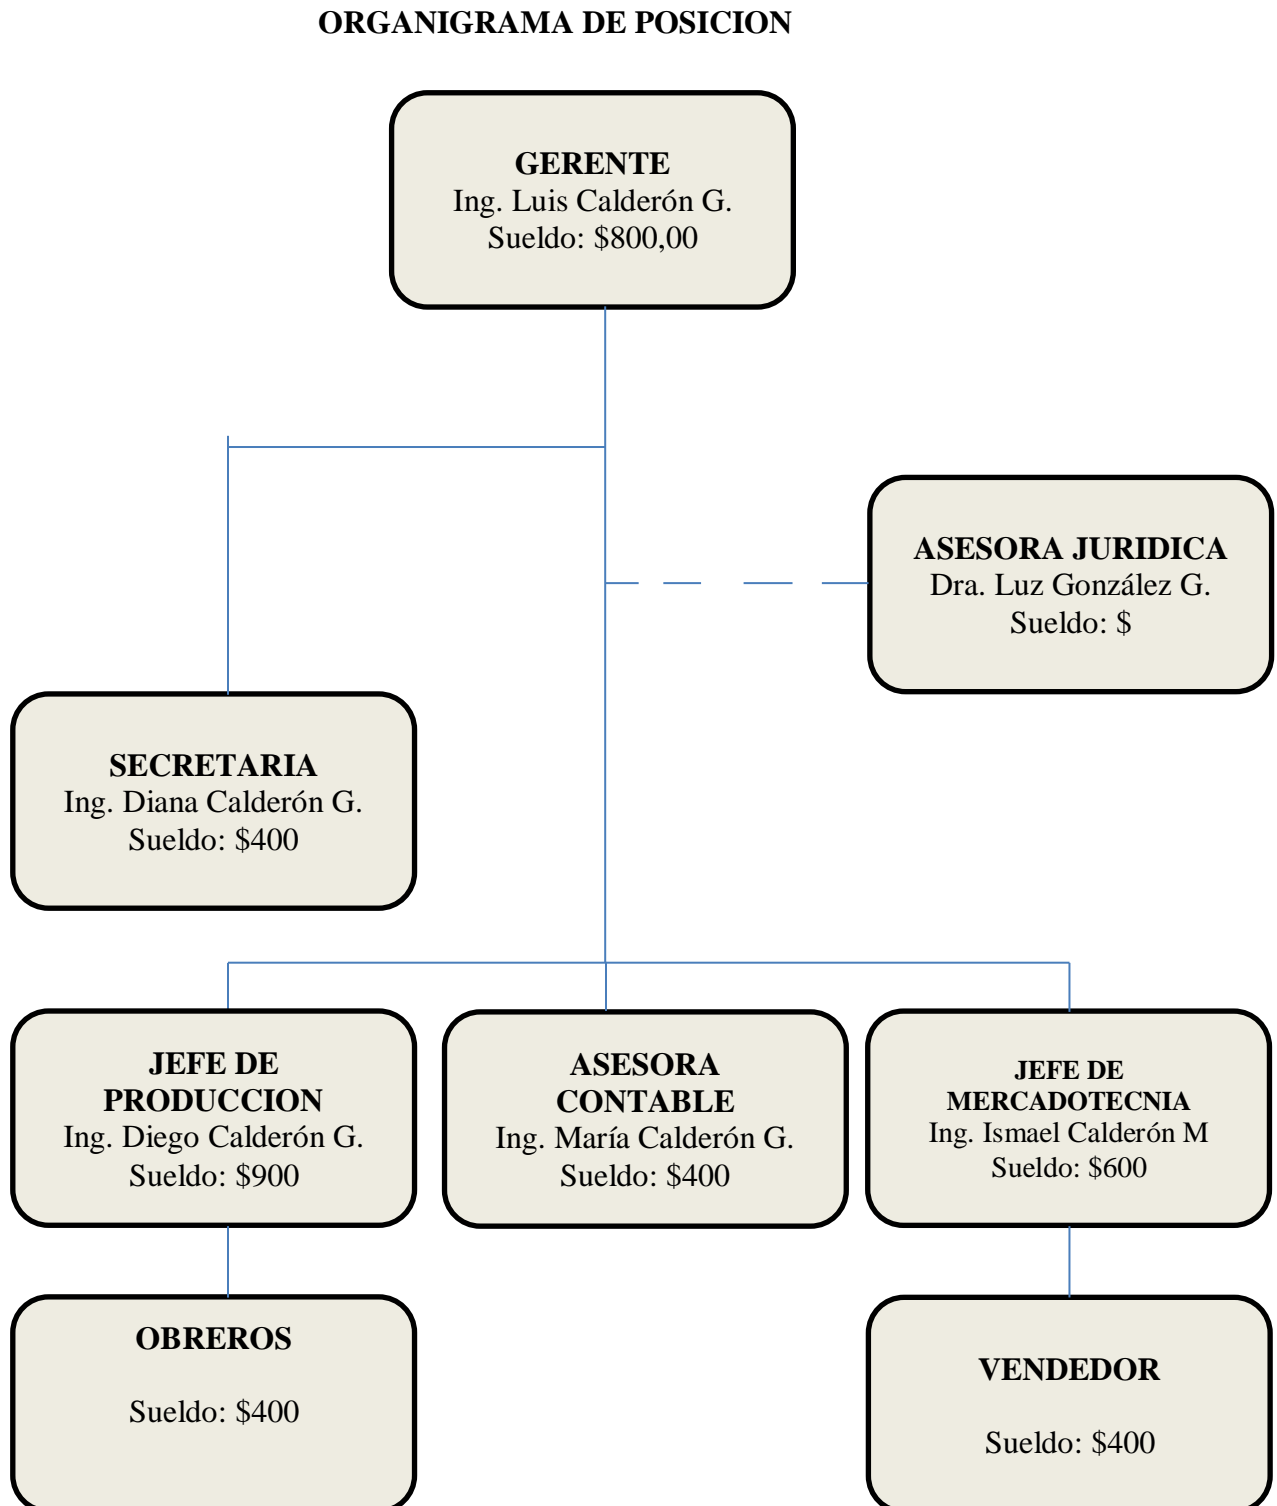 ORGANIGRAMA DE POSICION
GERENTE
Ing. Luis Calderón G.
Sueldo: $800,00
ASESORA JURIDICA
Dra. Luz González G.
Sueldo: $
SECRETARIA
Ing. Diana Calderón G.
Sueldo: $400
JEFE DE
PRODUCCION
Ing. Diego Calderón G.
Sueldo: $900
ASESORA
CONTABLE
Ing. María Calderón G.
Sueldo: $400
JEFE DE
MERCADOTECNIA
Ing. Ismael Calderón M
Sueldo: $600
OBREROS
Sueldo: $400
VENDEDOR
Sueldo: $400